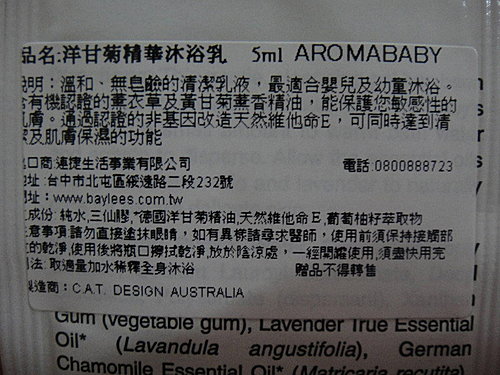 品名:洋甘菊精華沐浴乳 5ml AROMABABY
說明：溫和、無皂鹼的清潔乳液，最適合嬰兒及幼童沐浴。
含有機認證的薰衣草及黃甘菊薰香精油，能保護您敏感性的
肌膚。通過認證的非基因改造天然維他命E，可同時達到清
潔及肌膚保濕的功能
出口商:連捷生活事業有限公司 電話:0800888723
地址:台中市北屯區綏遠路二段232號
網址：www.baylees.com.tw
主成份: 純水,三仙膠,*德國洋甘菊精油,天然維他命E,葡萄柚籽萃取物
注意事項:請勿直接塗抹眼睛，如有異樣請尋求醫師，使用前須保持接觸部
位的乾淨,使用後將瓶口擦拭乾淨,放於陰涼處，一經開罐使用,須盡快用完
用法: 取適量加水稀釋全身沐浴 贈品不得轉售
製造商：C.A.T. DESIGN AUSTRALIA
Gum (vegetable gum), Lavender True Essential
Oil* (Lavandula angustifolia), German
Chamomile Essential Oil* (Matricaria recutita)